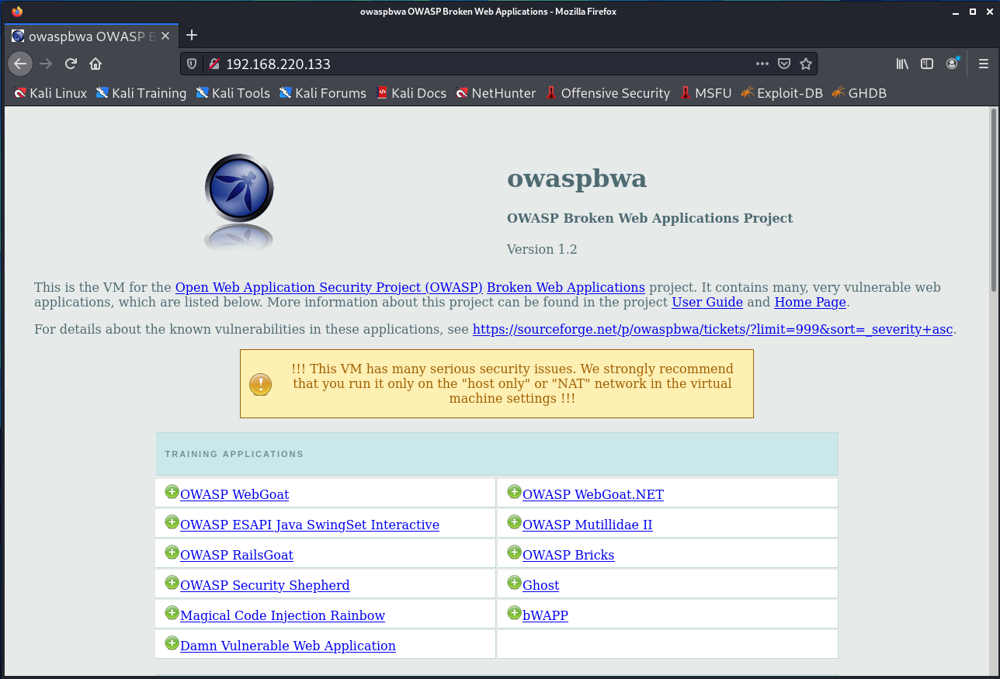 owaspbwa OWASP Broken Web Applications - Mozilla Firefox
owaspbwa OWASP B
192.168.220.133
Kali Linux Kali Training Kali Tools Kali Forums Kali Docs NetHunter Offensive Security MSFU Exploit-DB GHDB
owaspbwa
OWASP Broken Web Applications Project
Version 1.2
This is the VM for the Open Web Application Security Project (OWASP) Broken Web Applications project. It contains many, very vulnerable web
applications, which are listed below. More information about this project can be found in the project User Guide and Home Page.
For details about the known vulnerabilities in these applications, see https://sourceforge.net/p/owaspbwa/tickets/?limit=999&sort=_severity+asc.
!!! This VM has many serious security issues. We strongly recommend
that you run it only on the "host only" or "NAT" network in the virtual
machine settings !!!
TRAINING APPLICATIONS
OWASP WebGoat OWASP WebGoat.NET
OWASP ESAPI Java SwingSet Interactive OWASP Mutillidae II
OWASP RailsGoat OWASP Bricks
OWASP Security Shepherd Ghost
Magical Code Injection Rainbow bWAPP
Damn Vulnerable Web Application